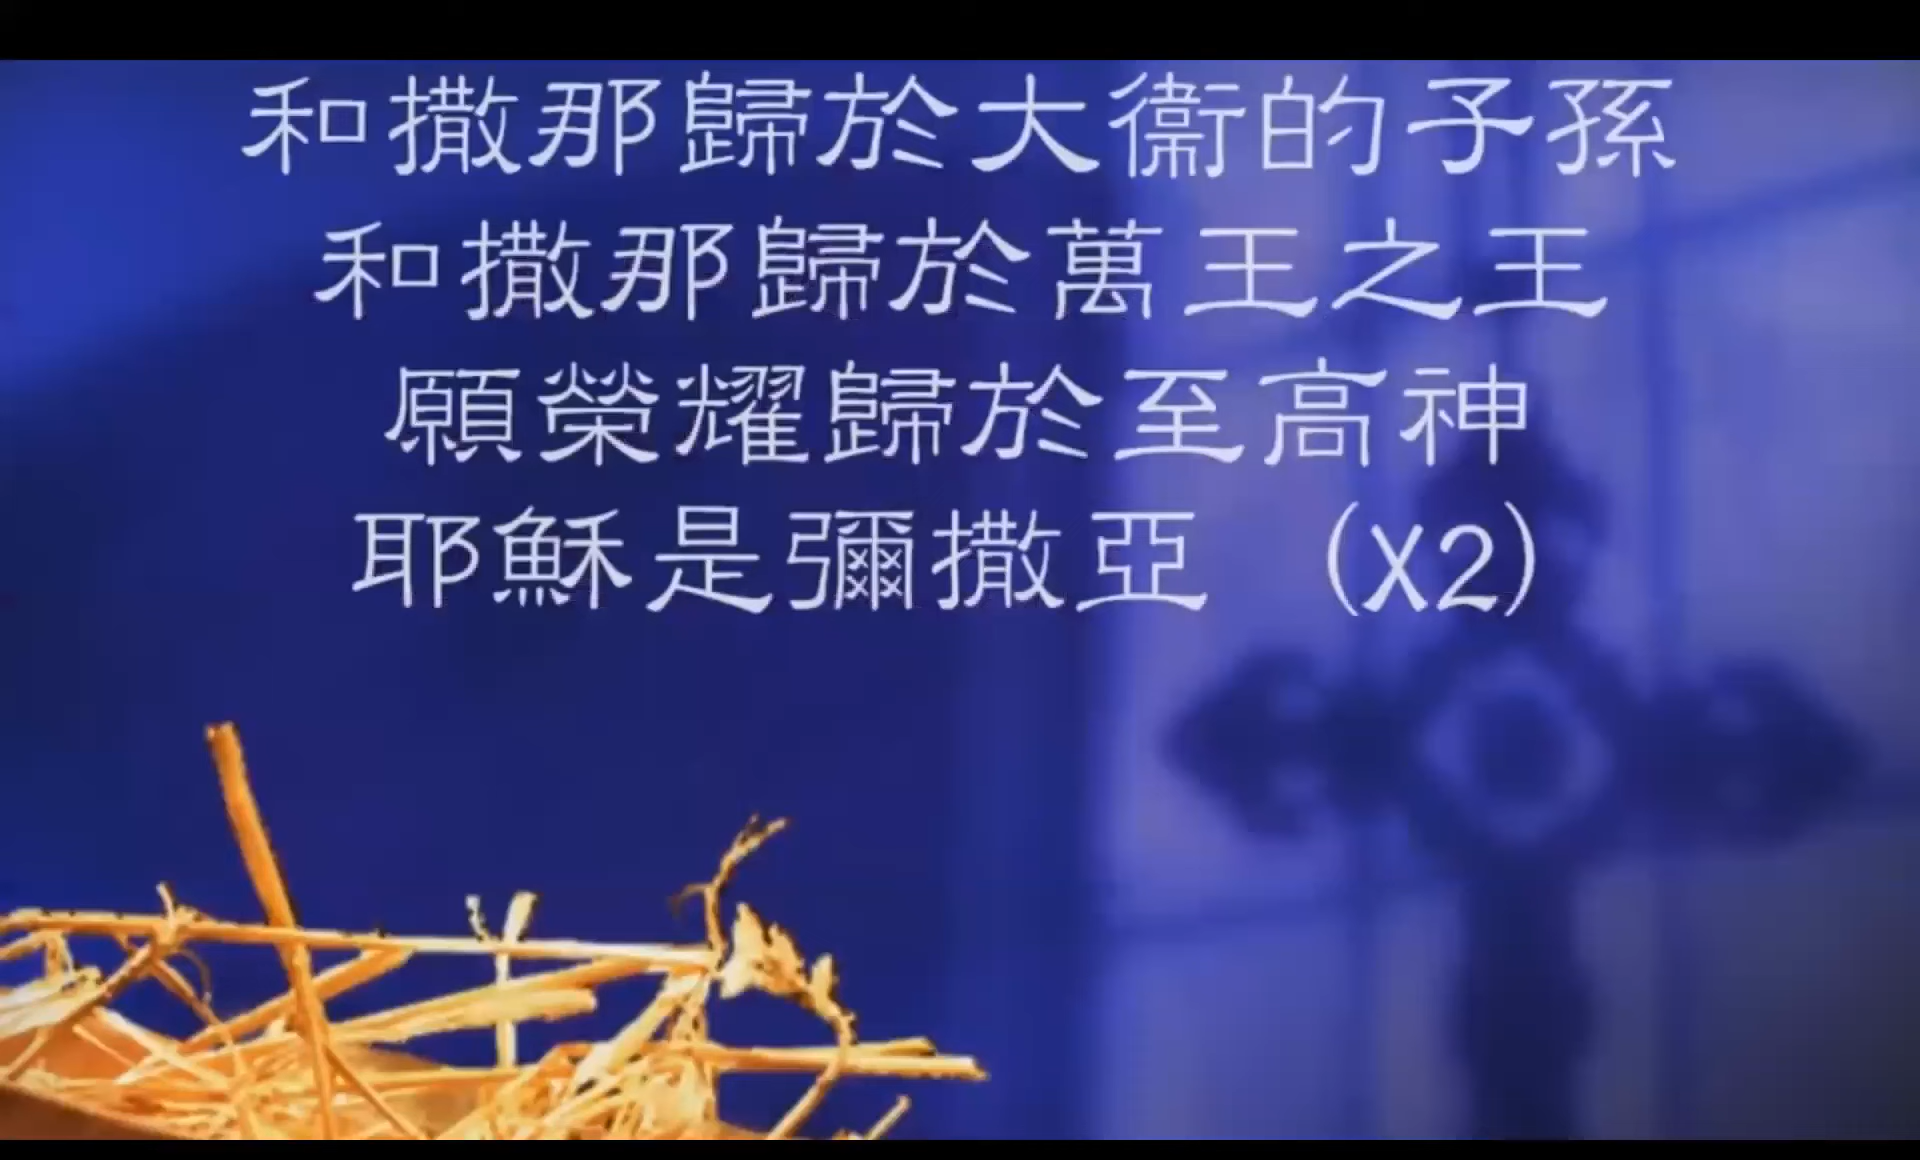 和撒那歸於大衞的子孫
和撒那歸於萬王之王
願榮耀歸於至高神
耶穌是彌撒亞 (X2)